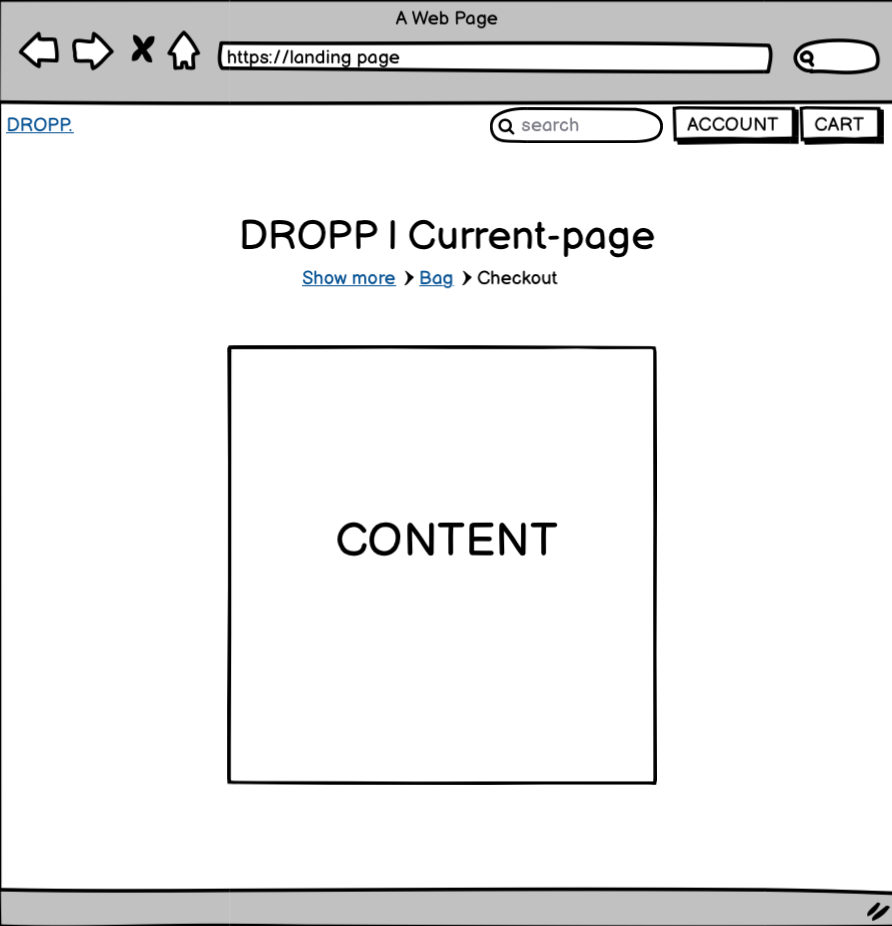 A Web Page
https://landing page
DROPP.
search
ACCOUNT
CART
DROPP | Current-page
Show more > Bag > Checkout
CONTENT